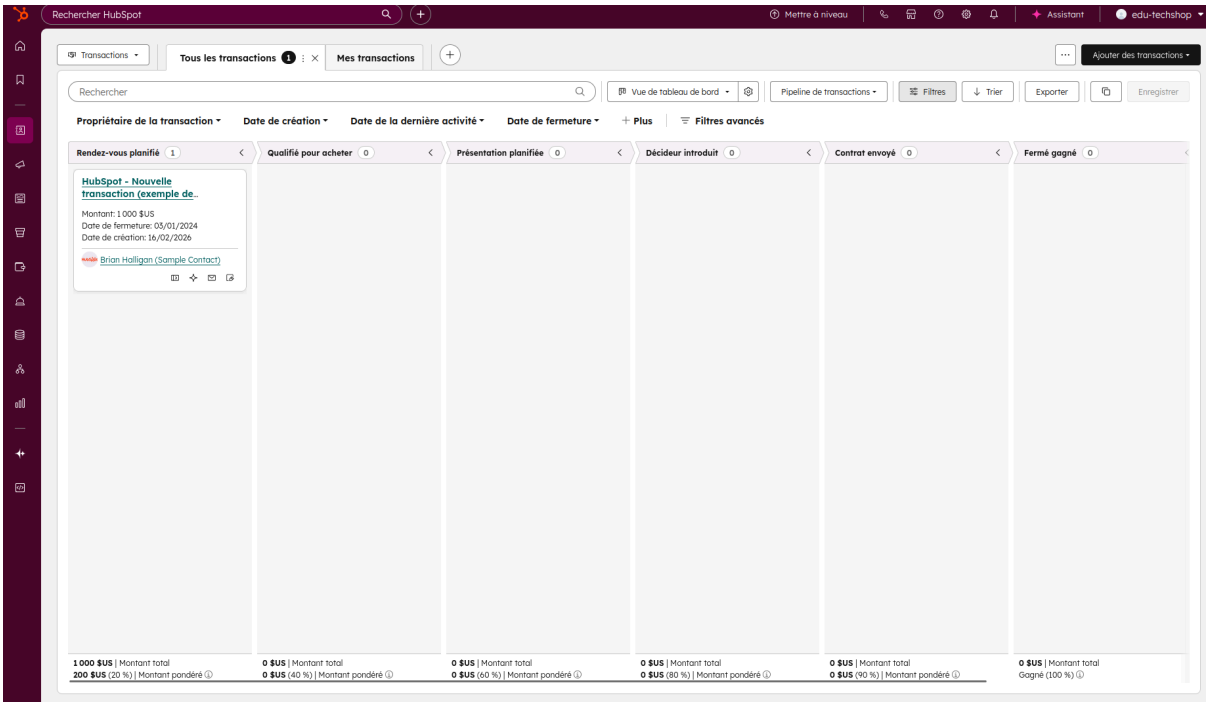 Rechercher HubSpot
Mettre à niveau
Assistant
edu-techshop
Transactions
Tous les transactions 1
Mes transactions
Ajouter des transactions
Rechercher
Vue de tableau de bord
Pipeline de transactions
Filtres
Trier
Exporter
Enregistrer
Propriétaire de la transaction
Date de création
Date de la dernière activité
Date de fermeture
+ Plus
Filtres avancés
Rendez-vous planifié 1
Qualifié pour acheter 0
Présentation planifiée 0
Décideur introduit 0
Contrat envoyé 0
Fermé gagné 0
HubSpot - Nouvelle
transaction (exemple de..
Montant: 1 000 $US
Date de fermeture: 03/01/2024
Date de création: 16/02/2026
Brian Halligan (Sample Contact)
1 000 $US | Montant total
200 $US (20 %) | Montant pondéré
0 $US | Montant total
0 $US (40 %) | Montant pondéré
0 $US | Montant total
0 $US (60 %) | Montant pondéré
0 $US | Montant total
0 $US (80 %) | Montant pondéré
0 $US | Montant total
0 $US (90 %) | Montant pondéré
0 $US | Montant total
Gagné (100 %)